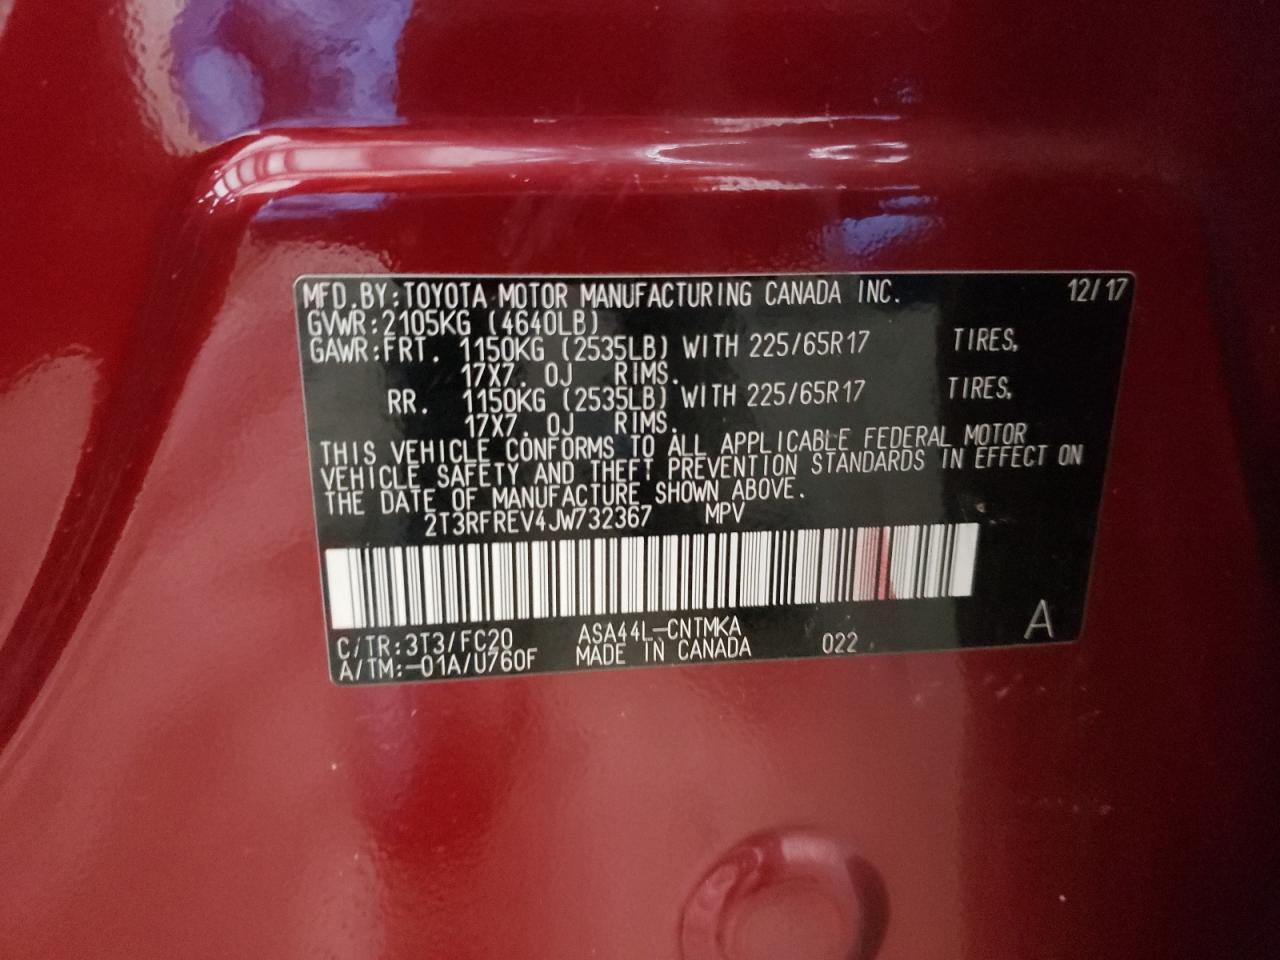 MFD.BY:TOYOTA MOTOR MANUFACTURING CANADA INC. 12/17
GVWR:2105KG (4640LB)
GAWR:FRT. 1150KG (2535LB) WITH 225/65R17 TIRES,
17X7. 0J RIMS.
RR. 1150KG (2535LB) WITH 225/65R17 TIRES,
17X7. 0J RIMS.
THIS VEHICLE CONFORMS TO ALL APPLICABLE FEDERAL MOTOR
VEHICLE SAFETY AND THEFT PREVENTION STANDARDS IN EFFECT ON
THE DATE OF MANUFACTURE SHOWN ABOVE.
2T3RFREV4JW732367 MPV
C/TR:3T3/FC20 ASA44L-CNTMKA 022 A
A/TM:-01A/U760F MADE IN CANADA